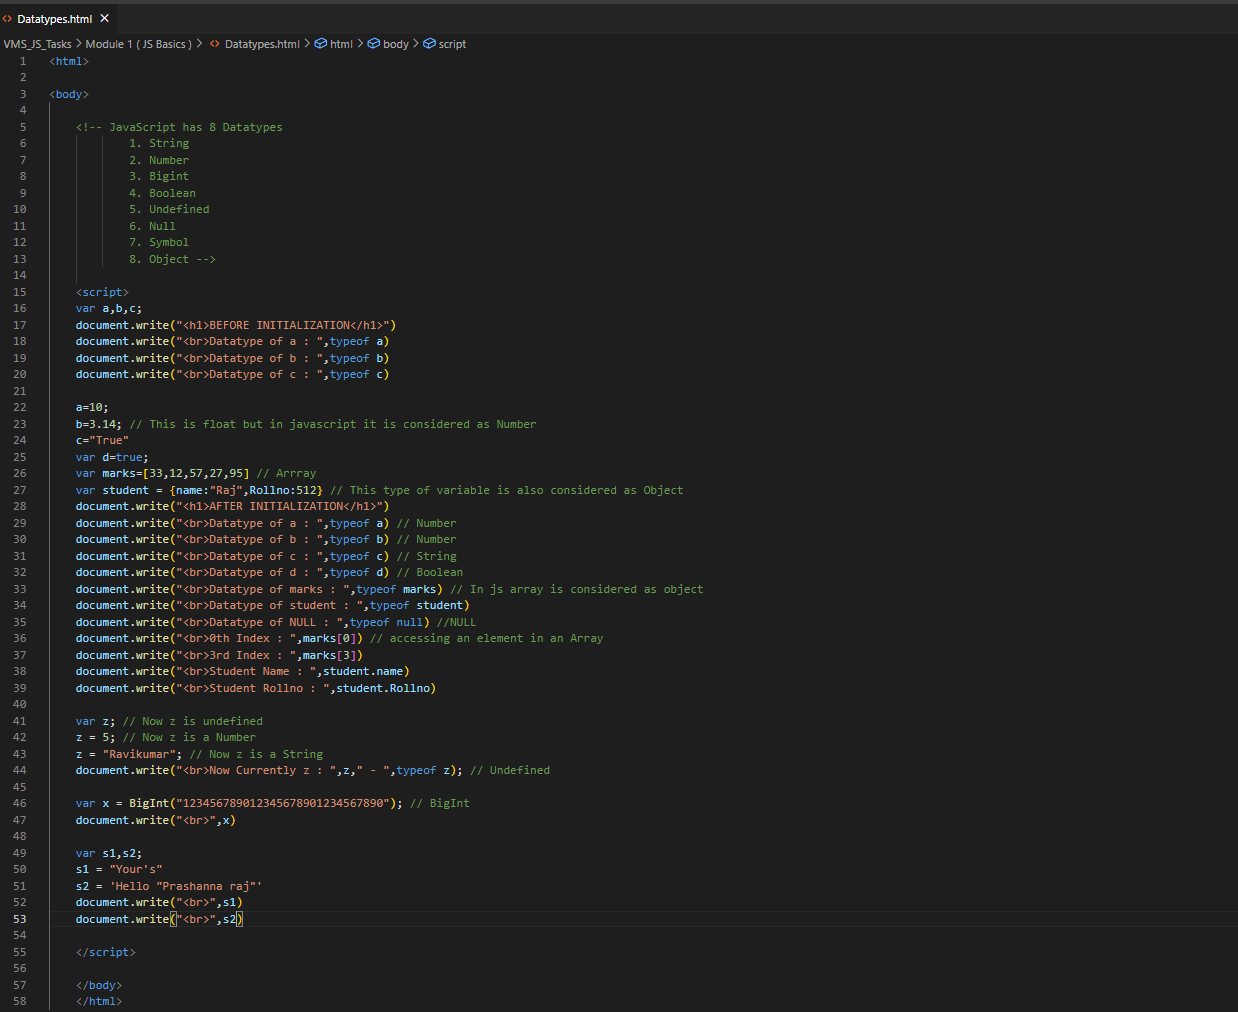 Datatypes.html
VMS_JS_Tasks > Module 1 ( JS Basics ) > Datatypes.html > html > body > script
1 <html>
2
3 <body>
4
5 <!-- JavaScript has 8 Datatypes
6 1. String
7 2. Number
8 3. Bigint
9 4. Boolean
10 5. Undefined
11 6. Null
12 7. Symbol
13 8. Object -->
14
15 <script>
16 var a,b,c;
17 document.write("<h1>BEFORE INITIALIZATION</h1>")
18 document.write("<br>Datatype of a : ",typeof a)
19 document.write("<br>Datatype of b : ",typeof b)
20 document.write("<br>Datatype of c : ",typeof c)
21
22 a=10;
23 b=3.14; // This is float but in javascript it is considered as Number
24 c="True"
25 var d=true;
26 var marks=[33,12,57,27,95] // Arrray
27 var student = {name:"Raj",Rollno:512} // This type of variable is also considered as Object
28 document.write("<h1>AFTER INITIALIZATION</h1>")
29 document.write("<br>Datatype of a : ",typeof a) // Number
30 document.write("<br>Datatype of b : ",typeof b) // Number
31 document.write("<br>Datatype of c : ",typeof c) // String
32 document.write("<br>Datatype of d : ",typeof d) // Boolean
33 document.write("<br>Datatype of marks : ",typeof marks) // In js array is considered as object
34 document.write("<br>Datatype of student : ",typeof student)
35 document.write("<br>Datatype of NULL : ",typeof null) //NULL
36 document.write("<br>0th Index : ",marks[0]) // accessing an element in an Array
37 document.write("<br>3rd Index : ",marks[3])
38 document.write("<br>Student Name : ",student.name)
39 document.write("<br>Student Rollno : ",student.Rollno)
40
41 var z; // Now z is undefined
42 z = 5; // Now z is a Number
43 z = "Ravikumar"; // Now z is a String
44 document.write("<br>Now Currently z : ",z," - ",typeof z); // Undefined
45
46 var x = BigInt("123456789012345678901234567890"); // BigInt
47 document.write("<br>",x)
48
49 var s1,s2;
50 s1 = "Your's"
51 s2 = 'Hello "Prashanna raj"'
52 document.write("<br>",s1)
53 document.write("<br>",s2)
54
55 </script>
56
57 </body>
58 </html>